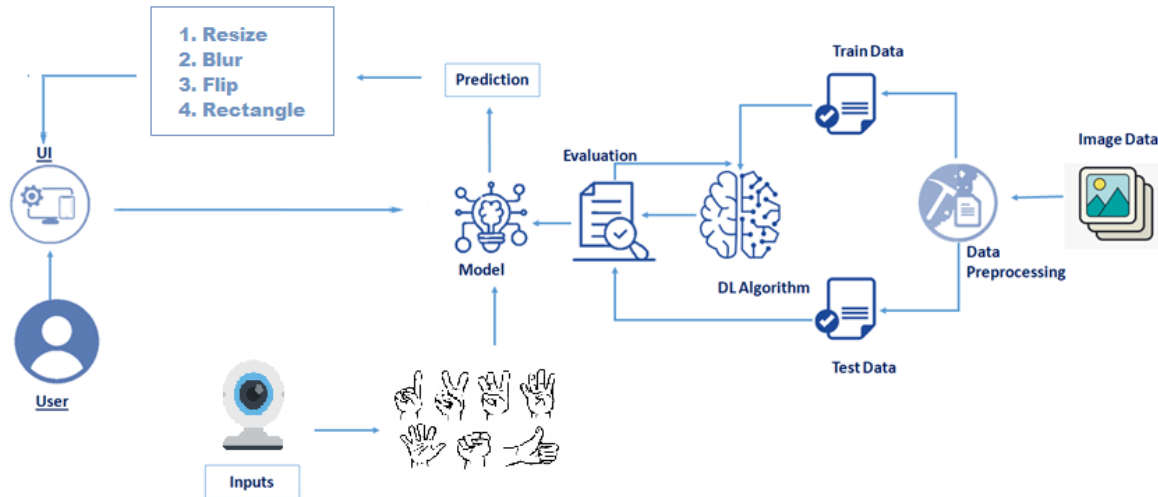 1. Resize
2. Blur
3. Flip
4. Rectangle
Prediction
Train Data
UI
Evaluation
Image Data
Model
DL Algorithm
Data
Preprocessing
User
Test Data
Inputs